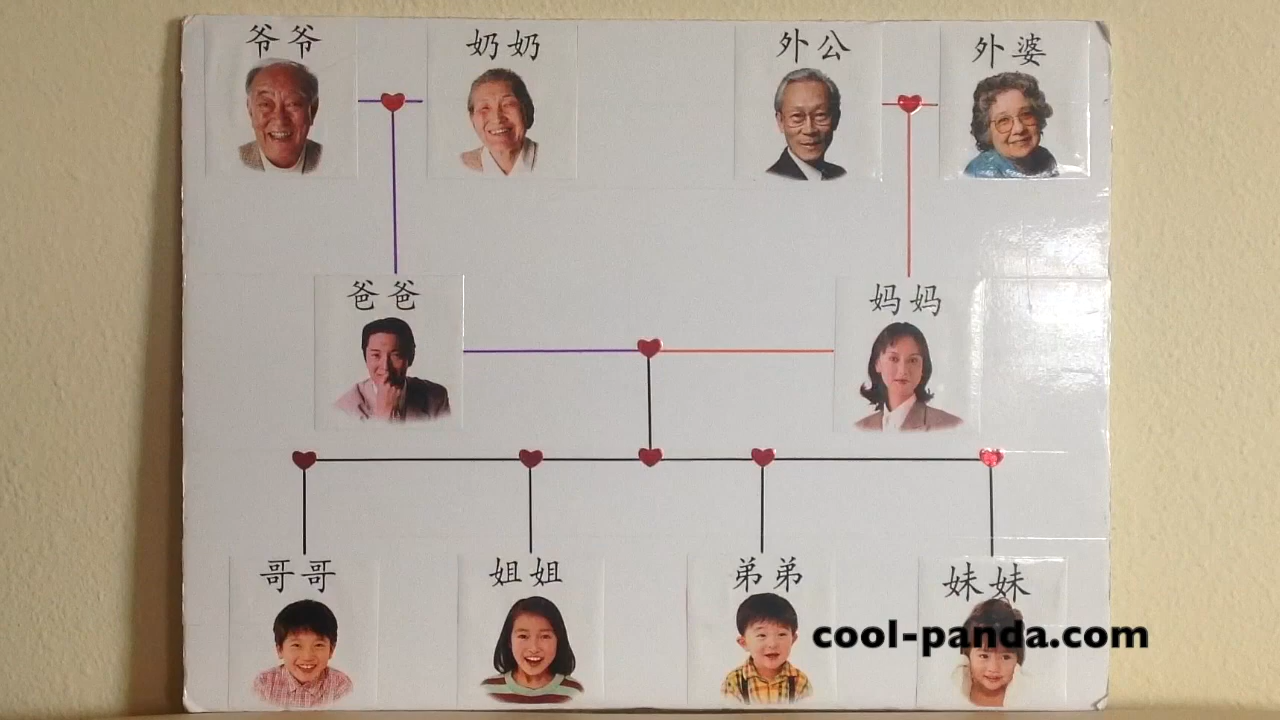 爷爷 奶奶 外公 外婆
爸爸 妈妈
哥哥 姐姐 弟弟 妹妹
cool-panda.com